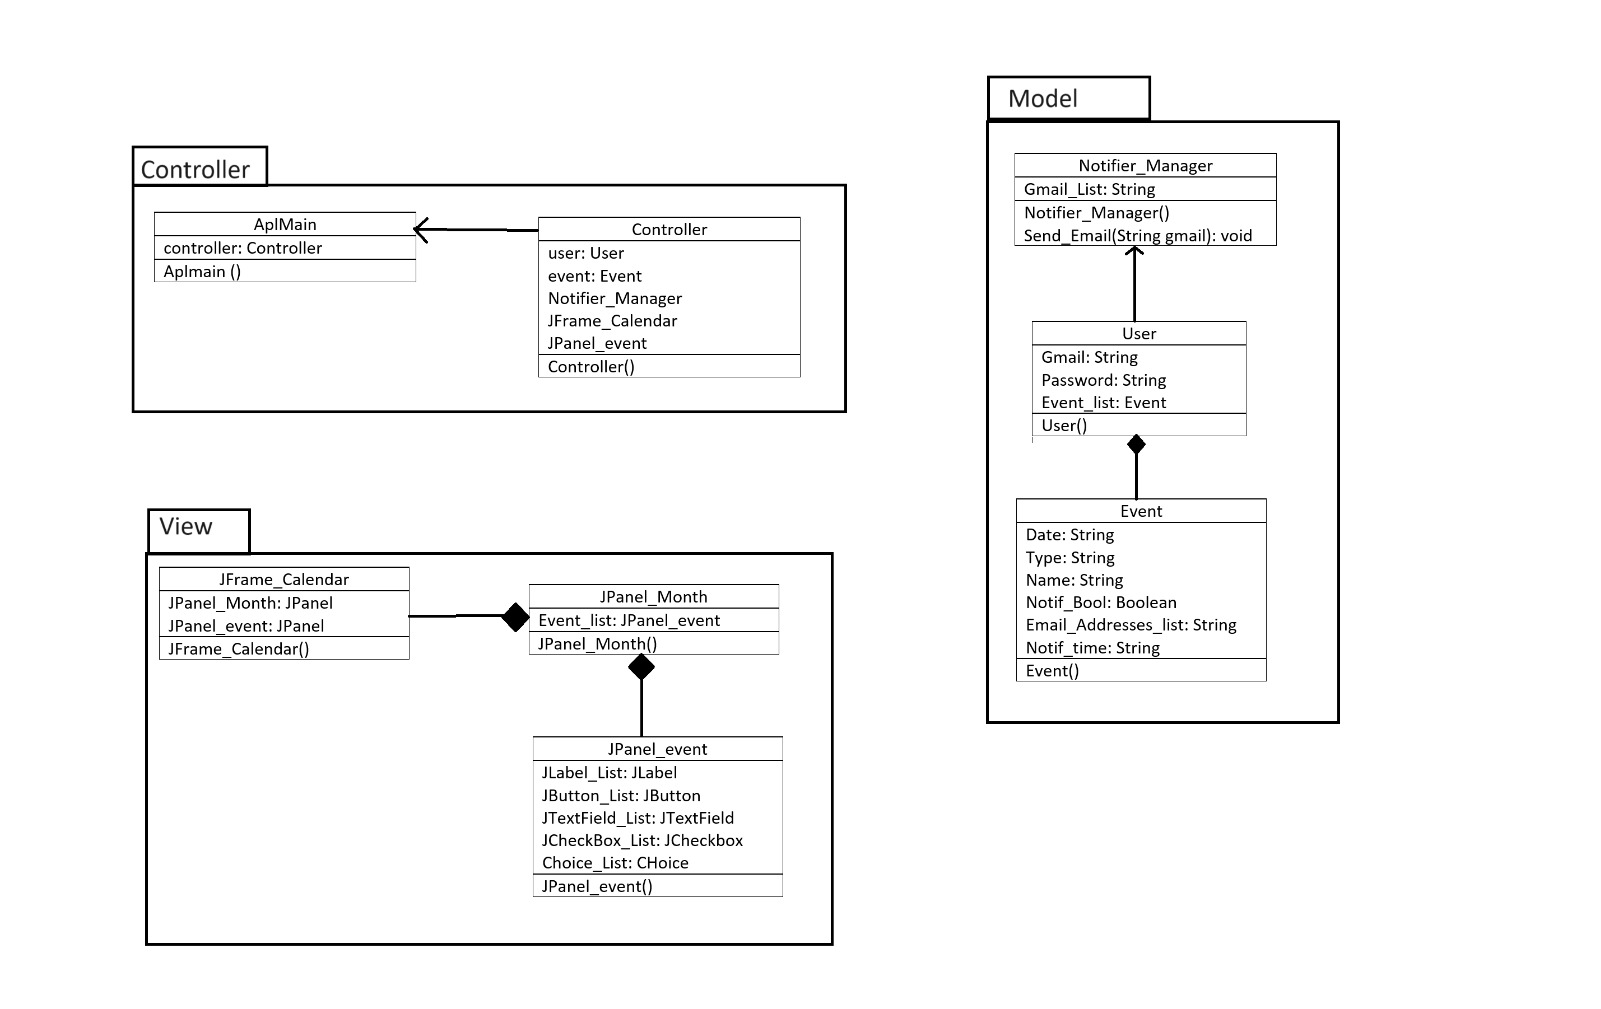 Controller
AplMain
controller: Controller
Aplmain ()
Controller
user: User
event: Event
Notifier_Manager
JFrame_Calendar
JPanel_event
Controller()
Model
Notifier_Manager
Gmail_List: String
Notifier_Manager()
Send_Email(String gmail): void
User
Gmail: String
Password: String
Event_list: Event
User()
Event
Date: String
Type: String
Name: String
Notif_Bool: Boolean
Email_Addresses_list: String
Notif_time: String
Event()
View
JFrame_Calendar
JPanel_Month: JPanel
JPanel_event: JPanel
JFrame_Calendar()
JPanel_Month
Event_list: JPanel_event
JPanel_Month()
JPanel_event
JLabel_List: JLabel
JButton_List: JButton
JTextField_List: JTextField
JCheckBox_List: JCheckbox
Choice_List: CHoice
JPanel_event()